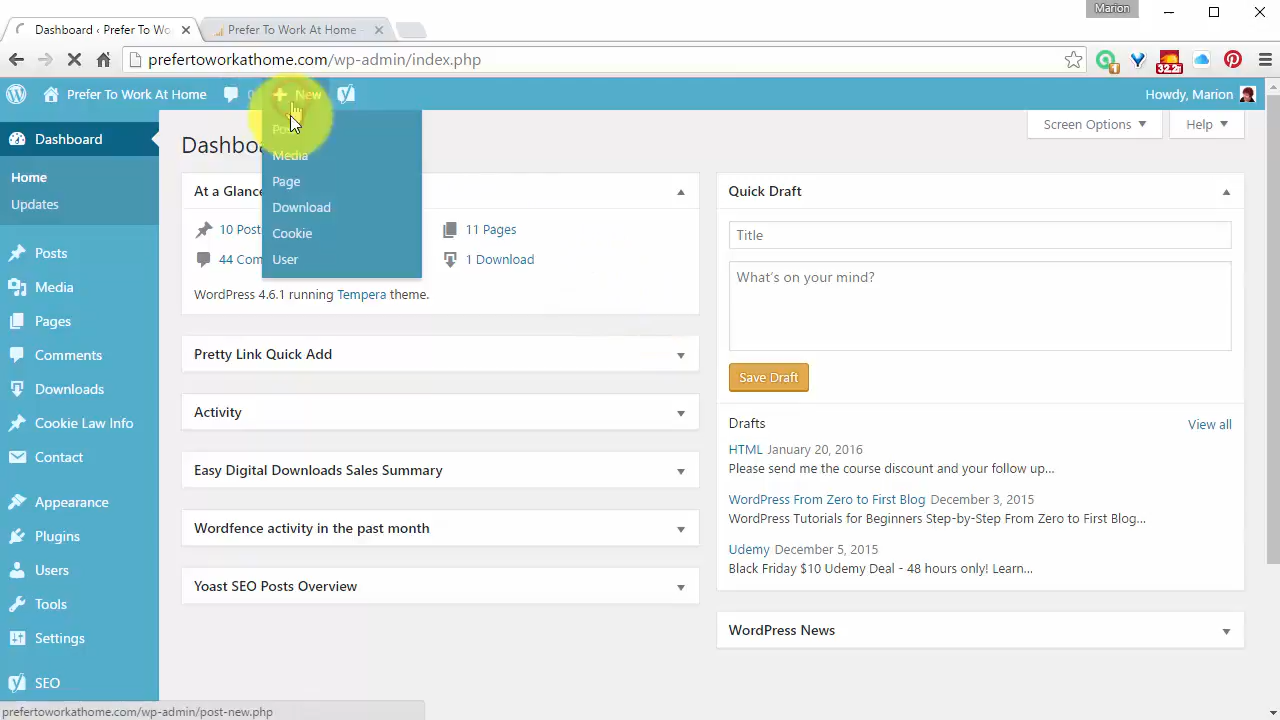 Marion
Dashboard ‹ Prefer To Wo
Prefer To Work At Home -
prefertoworkathome.com/wp-admin/index.php
32.2
Prefer To Work At Home
New
Howdy, Marion
Dashboard
Home
Updates
Posts
Media
Pages
Comments
Downloads
Cookie Law Info
Contact
Appearance
Plugins
Users
Tools
Settings
SEO
Media
Page
Download
Cookie
User
Screen Options
Help
At a Glance
10 Post
11 Pages
44 Com
1 Download
WordPress 4.6.1 running Tempera theme.
Pretty Link Quick Add
Activity
Easy Digital Downloads Sales Summary
Wordfence activity in the past month
Yoast SEO Posts Overview
Quick Draft
Title
What's on your mind?
Save Draft
Drafts
View all
HTML January 20, 2016
Please send me the course discount and your follow up...
WordPress From Zero to First Blog December 3, 2015
WordPress Tutorials for Beginners Step-by-Step From Zero to First Blog...
Udemy December 5, 2015
Black Friday $10 Udemy Deal - 48 hours only! Learn...
WordPress News
prefertoworkathome.com/wp-admin/post-new.php